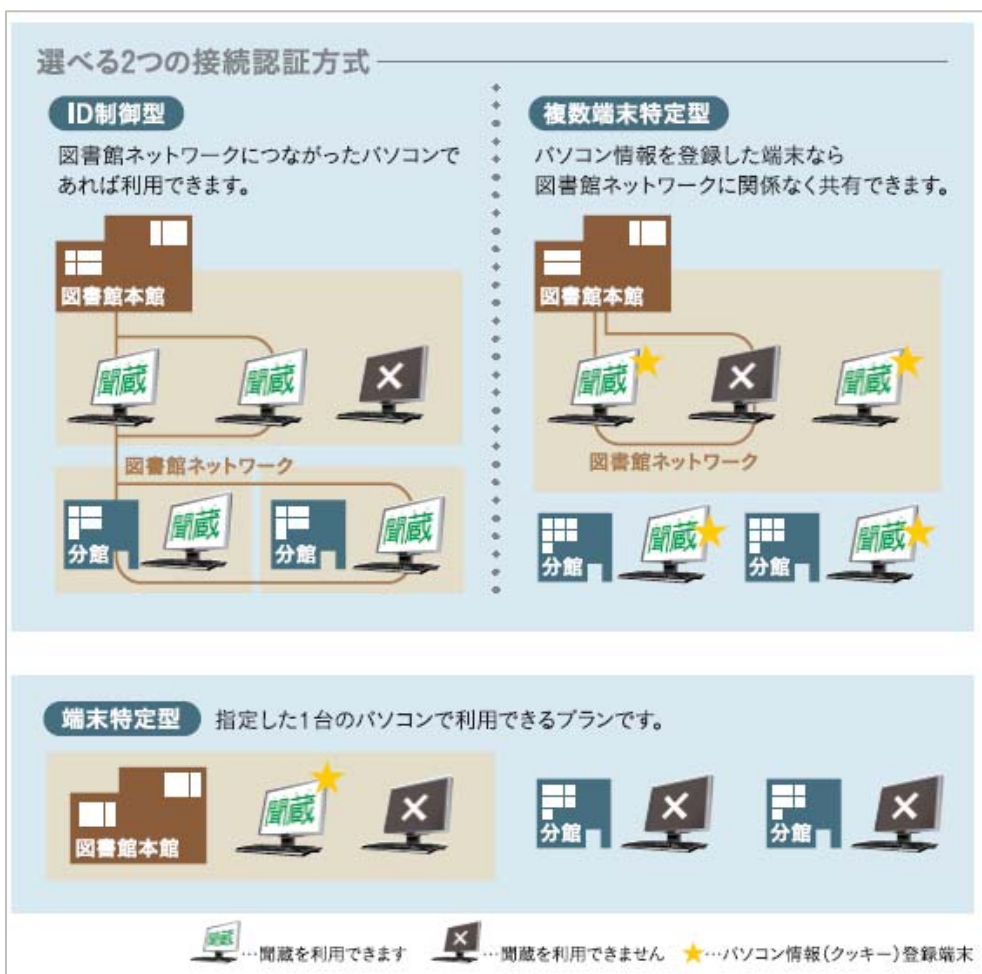 選べる2つの接続認証方式
ID制御型
図書館ネットワークにつながったパソコンで
あれば利用できます。
図書館本館
聞蔵
聞蔵
×
図書館ネットワーク
分館
聞蔵
分館
聞蔵
複数端末特定型
パソコン情報を登録した端末なら
図書館ネットワークに関係なく共有できます。
図書館本館
聞蔵
×
聞蔵
図書館ネットワーク
分館
聞蔵
分館
聞蔵
端末特定型 指定した1台のパソコンで利用できるプランです。
図書館本館
聞蔵
×
分館
×
分館
×
聞蔵 …聞蔵を利用できます × …聞蔵を利用できません ★…パソコン情報(クッキー)登録端末